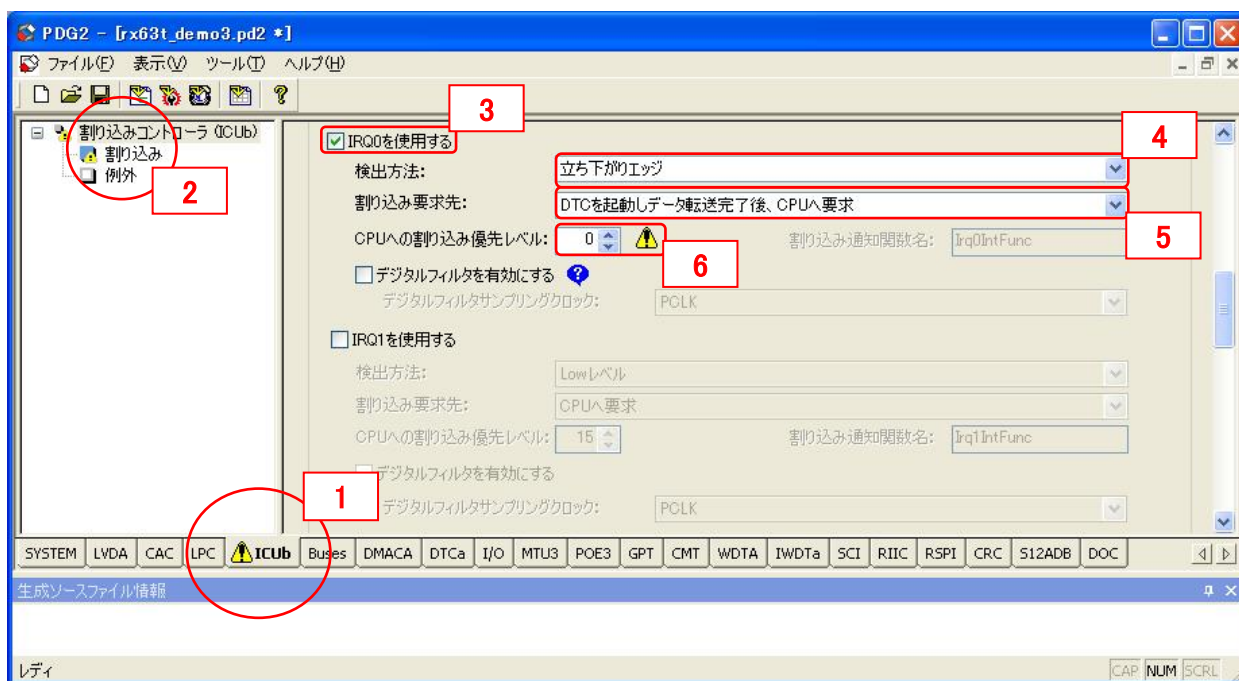 PDG2 - [rx63t_demo3.pd2 *]
ファイル(F) 表示(V) ツール(T) ヘルプ(H)
割り込みコントローラ (ICUb)
割り込み
例外
2
3
IRQ0を使用する
4
検出方法: 立ち下がりエッジ
割り込み要求先: DTCを起動しデータ転送完了後、CPUへ要求
5
CPUへの割り込み優先レベル: 0 割り込み通知関数名: Irq0IntFunc
6
デジタルフィルタを有効にする
デジタルフィルタサンプリングクロック: PCLK
IRQ1を使用する
検出方法: Lowレベル
割り込み要求先: CPUへ要求
CPUへの割り込み優先レベル: 15 割り込み通知関数名: Irq1IntFunc
デジタルフィルタを有効にする
デジタルフィルタサンプリングクロック: PCLK
1
SYSTEM LVDA CAC LPC ICUb Buses DMACA DTCa I/O MTU3 POE3 GPT CMT WDTA IWDTa SCI RIIC RSPI CRC S12ADB DOC
生成ソースファイル情報
レディ CAP NUM SCRL